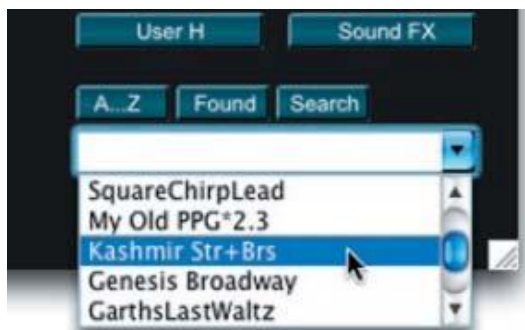 User H Sound FX
A...Z Found Search
SquareChirpLead
My Old PPG*2.3
Kashmir Str+Brs
Genesis Broadway
GarthsLastWaltz